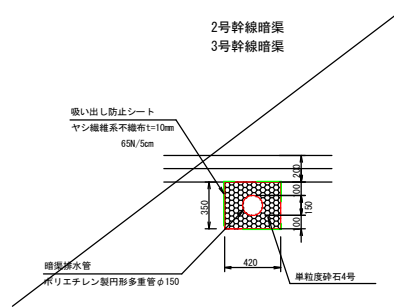 2号幹線暗渠
3号幹線暗渠
吸い出し防止シート
ヤシ繊維系不織布t=10mm
65N/5cm
200
100
150
100
350
420
暗渠排水管
ポリエチレン製円形多重管φ150
単粒度砕石4号